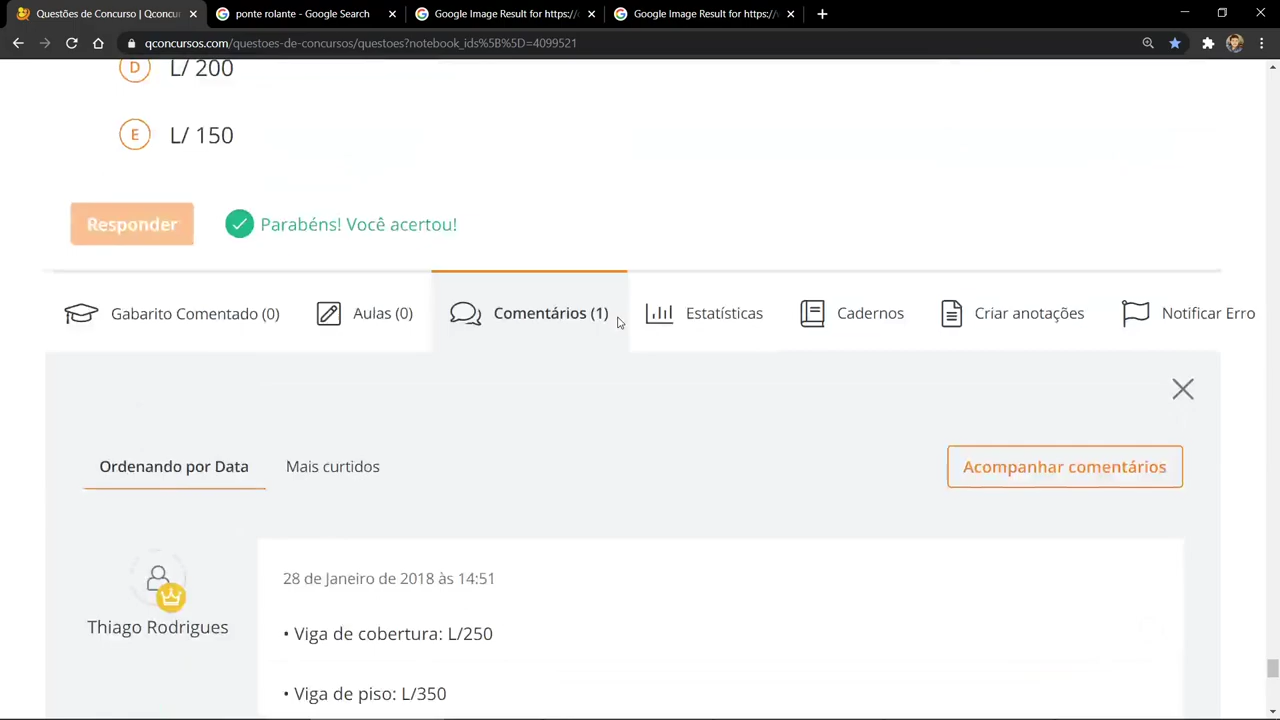 Questões de Concurso | Qconcur
ponte rolante - Google Search
Google Image Result for https://
Google Image Result for https://
qconcursos.com/questoes-de-concursos/questoes?notebook_ids%5B%5D=4099521
D L/ 200
E L/ 150
Responder
Parabéns! Você acertou!
Gabarito Comentado (0)
Aulas (0)
Comentários (1)
Estatísticas
Cadernos
Criar anotações
Notificar Erro
Ordenando por Data
Mais curtidos
Acompanhar comentários
28 de Janeiro de 2018 às 14:51
Thiago Rodrigues
• Viga de cobertura: L/250
• Viga de piso: L/350